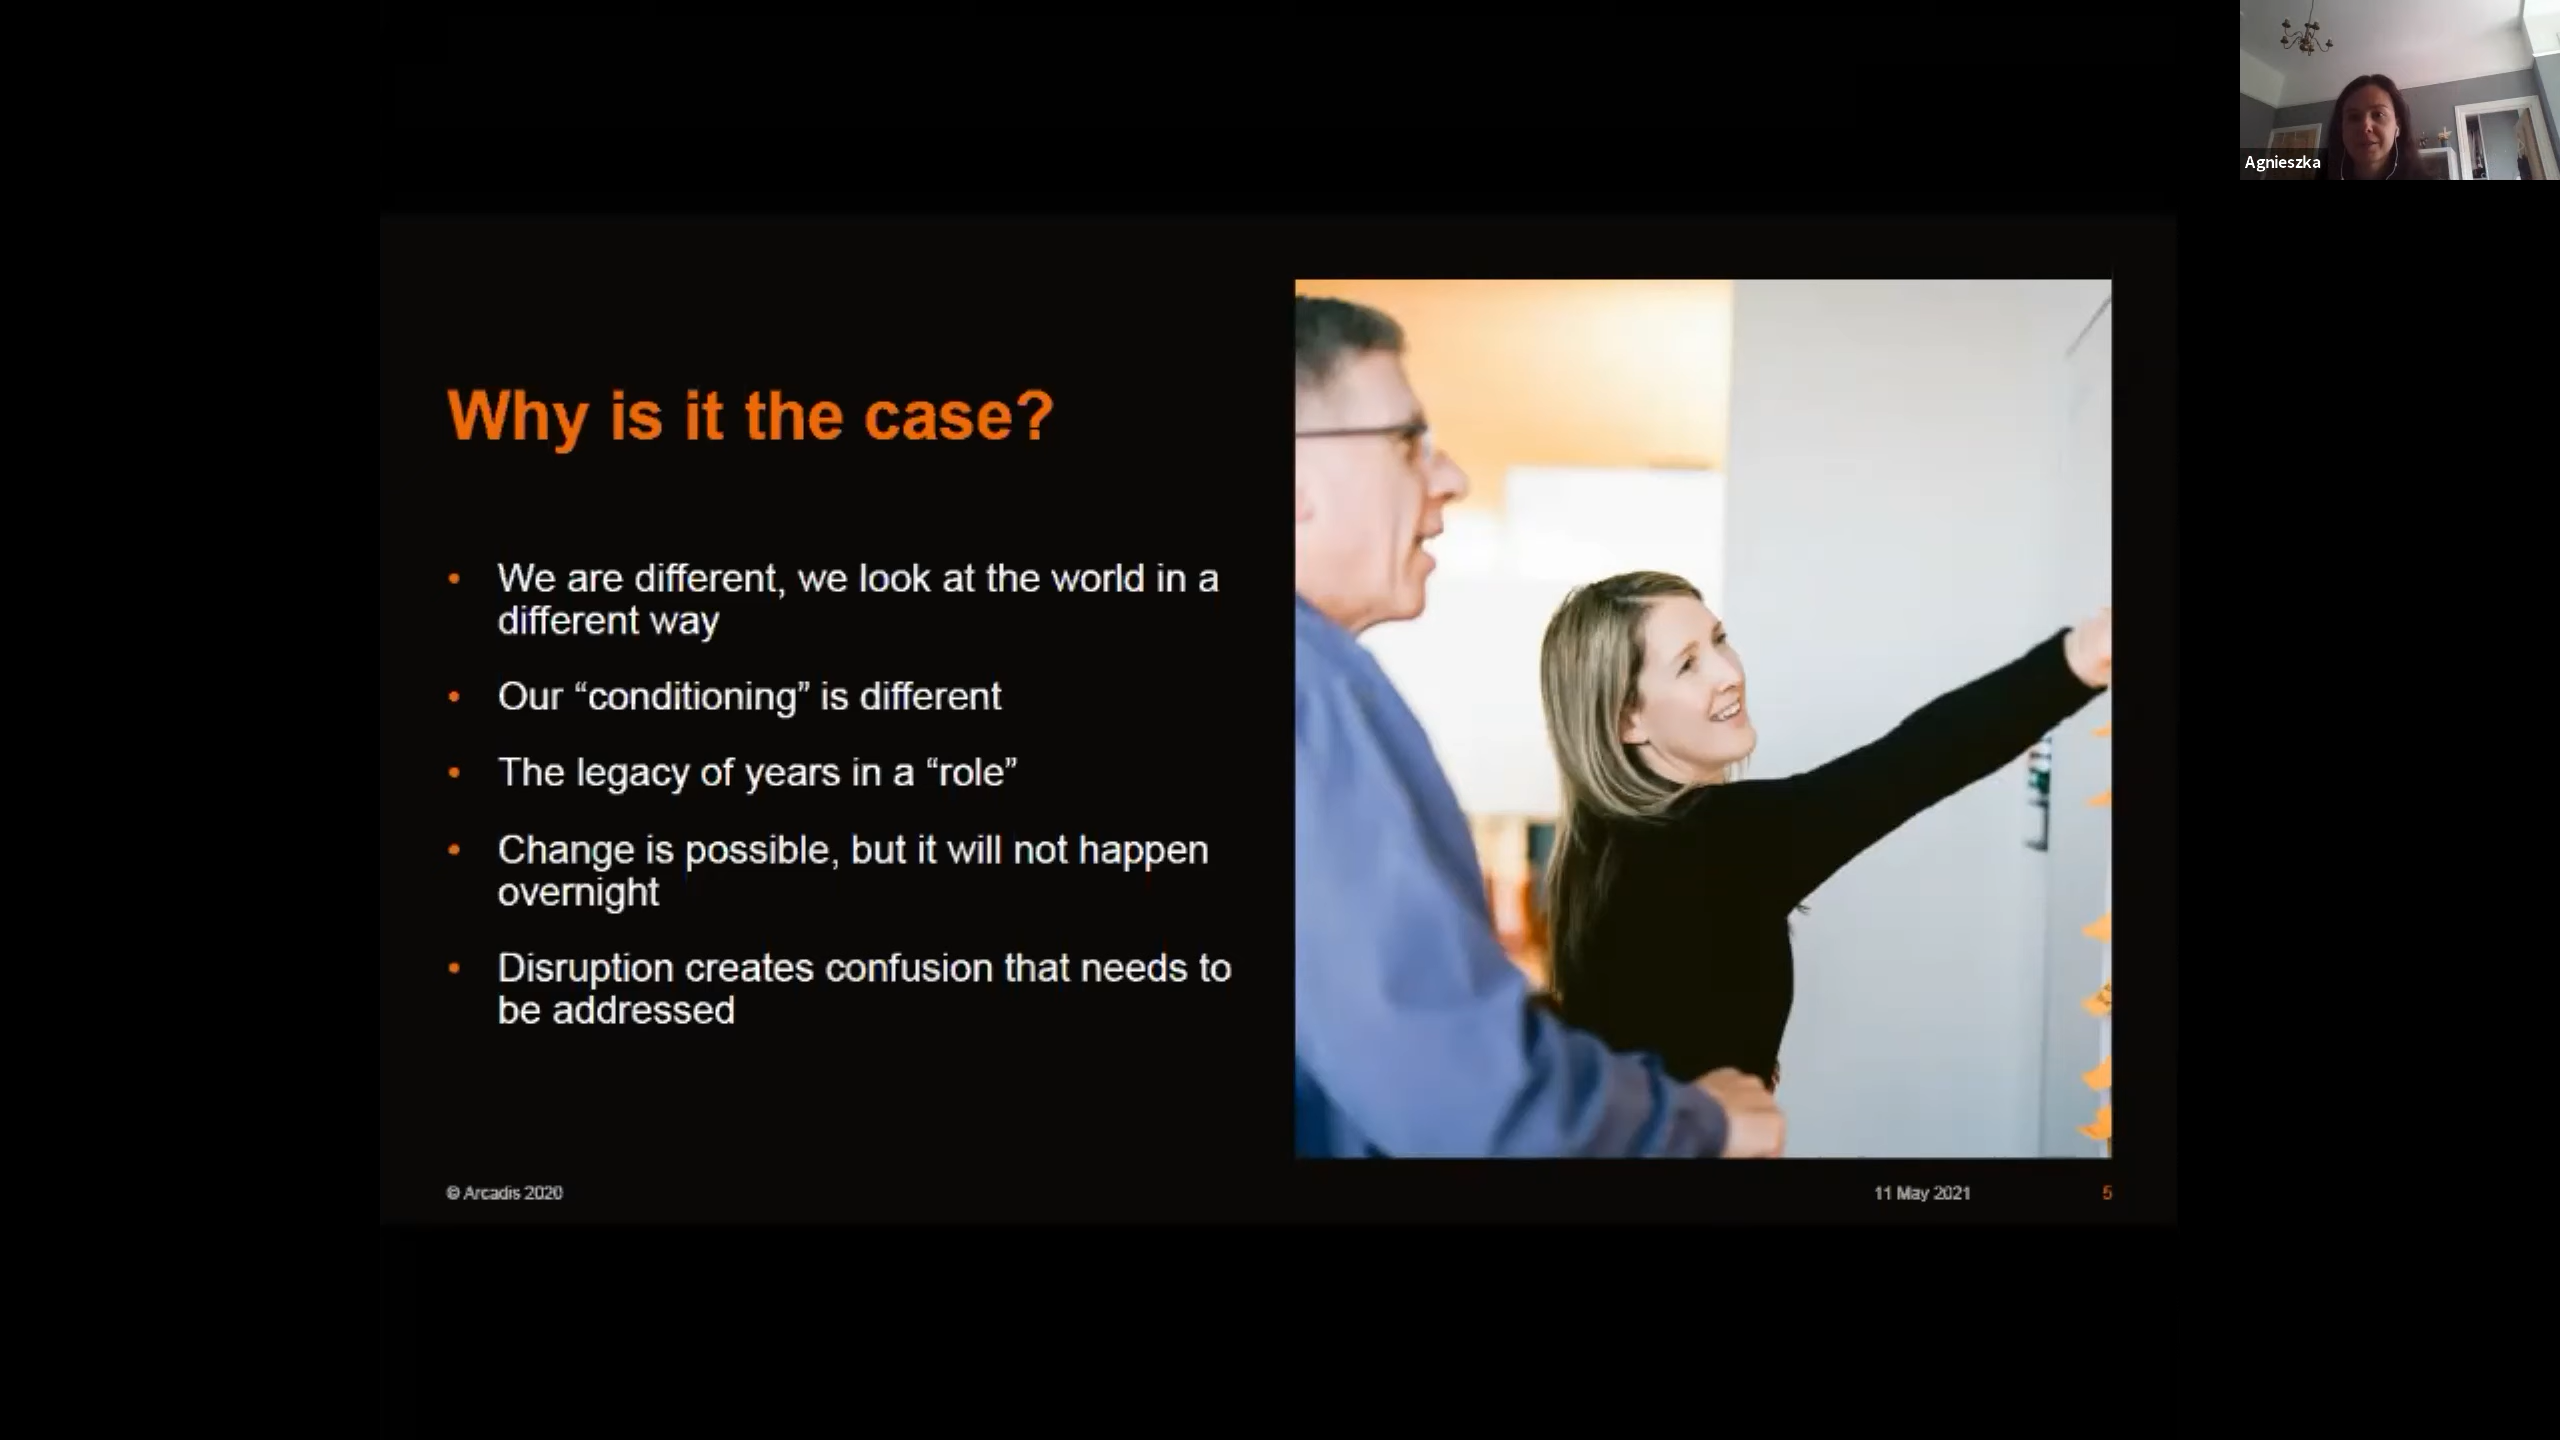 Agnieszka
Why is it the case?
• We are different, we look at the world in a
different way
• Our “conditioning” is different
• The legacy of years in a “role”
• Change is possible, but it will not happen
overnight
• Disruption creates confusion that needs to
be addressed
© Arcadis 2020
11 May 2021
5